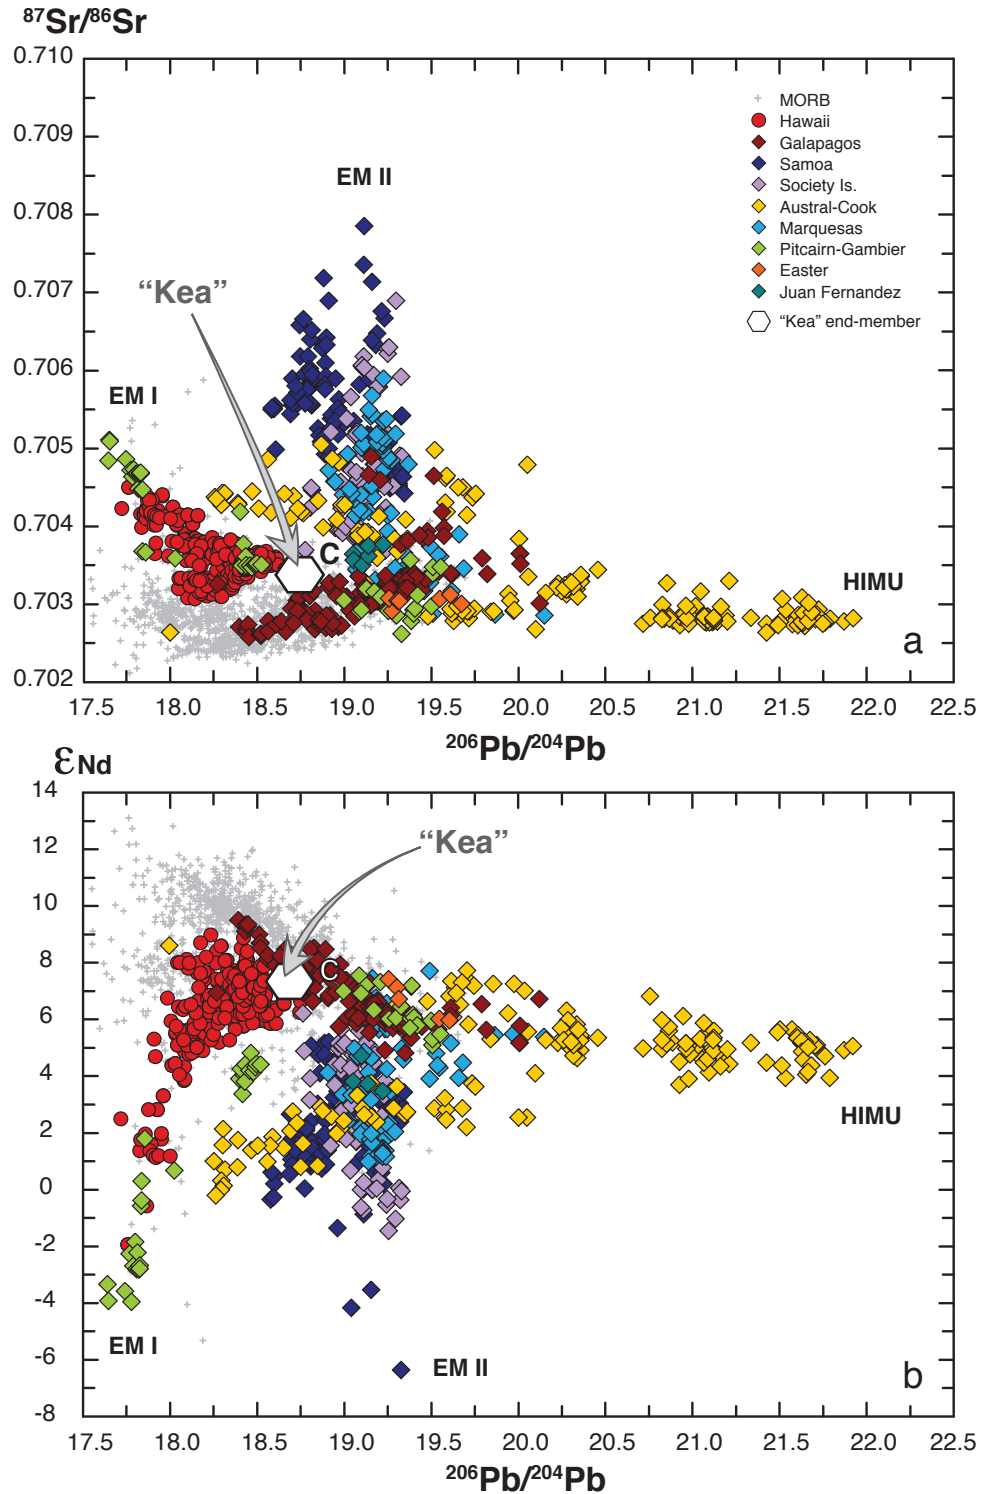 ⁸⁷Sr/⁸⁶Sr
0.710
0.709
0.708
0.707
0.706
0.705
0.704
0.703
0.702
MORB
Hawaii
Galapagos
Samoa
Society Is.
Austral-Cook
Marquesas
Pitcairn-Gambier
Easter
Juan Fernandez
“Kea” end-member
EM II
“Kea”
EM I
C
HIMU
a
17.5 18.0 18.5 19.0 19.5 20.0 20.5 21.0 21.5 22.0 22.5
²⁰⁶Pb/²⁰⁴Pb
εNd
14
12
10
8
6
4
2
0
-2
-4
-6
-8
“Kea”
C
HIMU
EM I
EM II
b
17.5 18.0 18.5 19.0 19.5 20.0 20.5 21.0 21.5 22.0 22.5
²⁰⁶Pb/²⁰⁴Pb